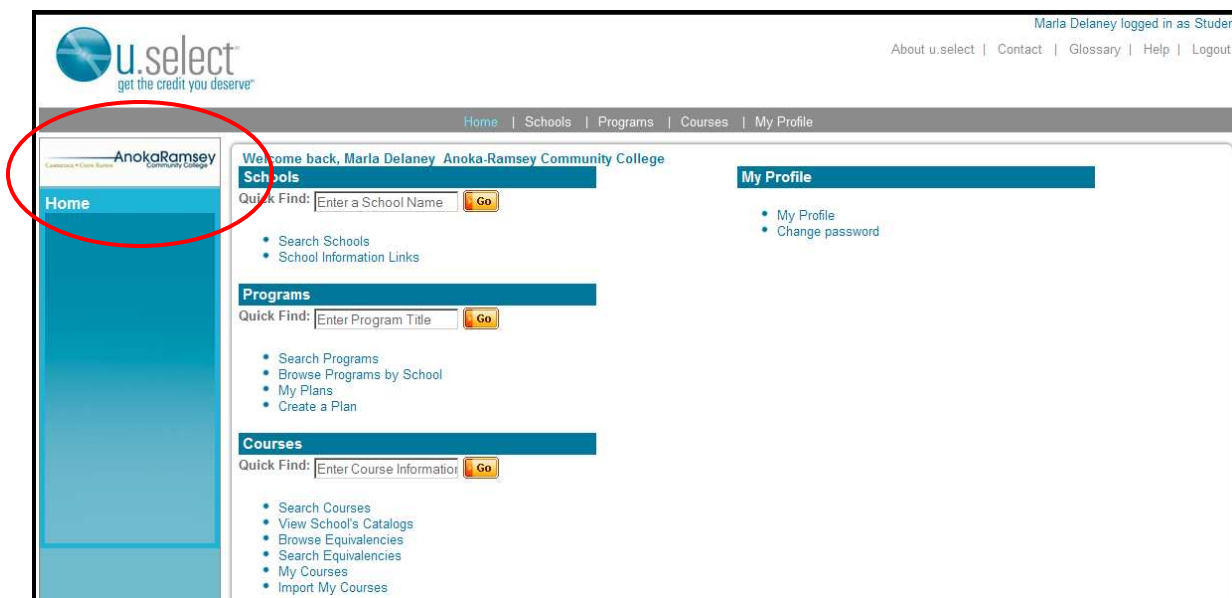 Marla Delaney logged in as Studen
u.select
get the credit you deserve
About u.select | Contact | Glossary | Help | Logout
Home | Schools | Programs | Courses | My Profile
AnokaRamsey
Community College
Welcome back, Marla Delaney Anoka-Ramsey Community College
Home
Schools
Quick Find: Enter a School Name Go
Search Schools
School Information Links
Programs
Quick Find: Enter Program Title Go
Search Programs
Browse Programs by School
My Plans
Create a Plan
Courses
Quick Find: Enter Course Information Go
Search Courses
View School's Catalogs
Browse Equivalencies
Search Equivalencies
My Courses
Import My Courses
My Profile
My Profile
Change password